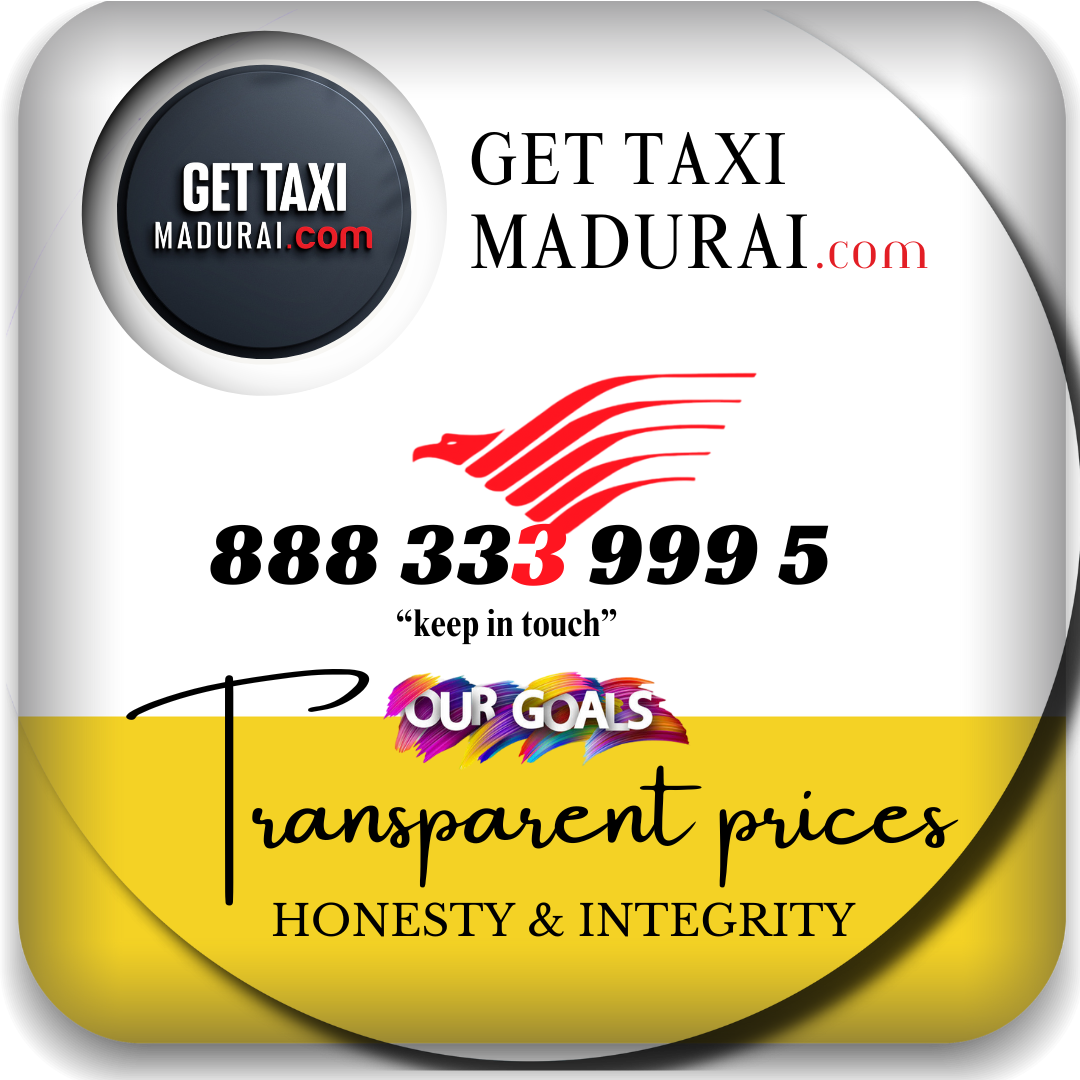 GET TAXI
MADURAI.com
GET TAXI
MADURAI.com
888 333 999 5
“keep in touch”
OUR GOALS
Transparent prices
HONESTY & INTEGRITY